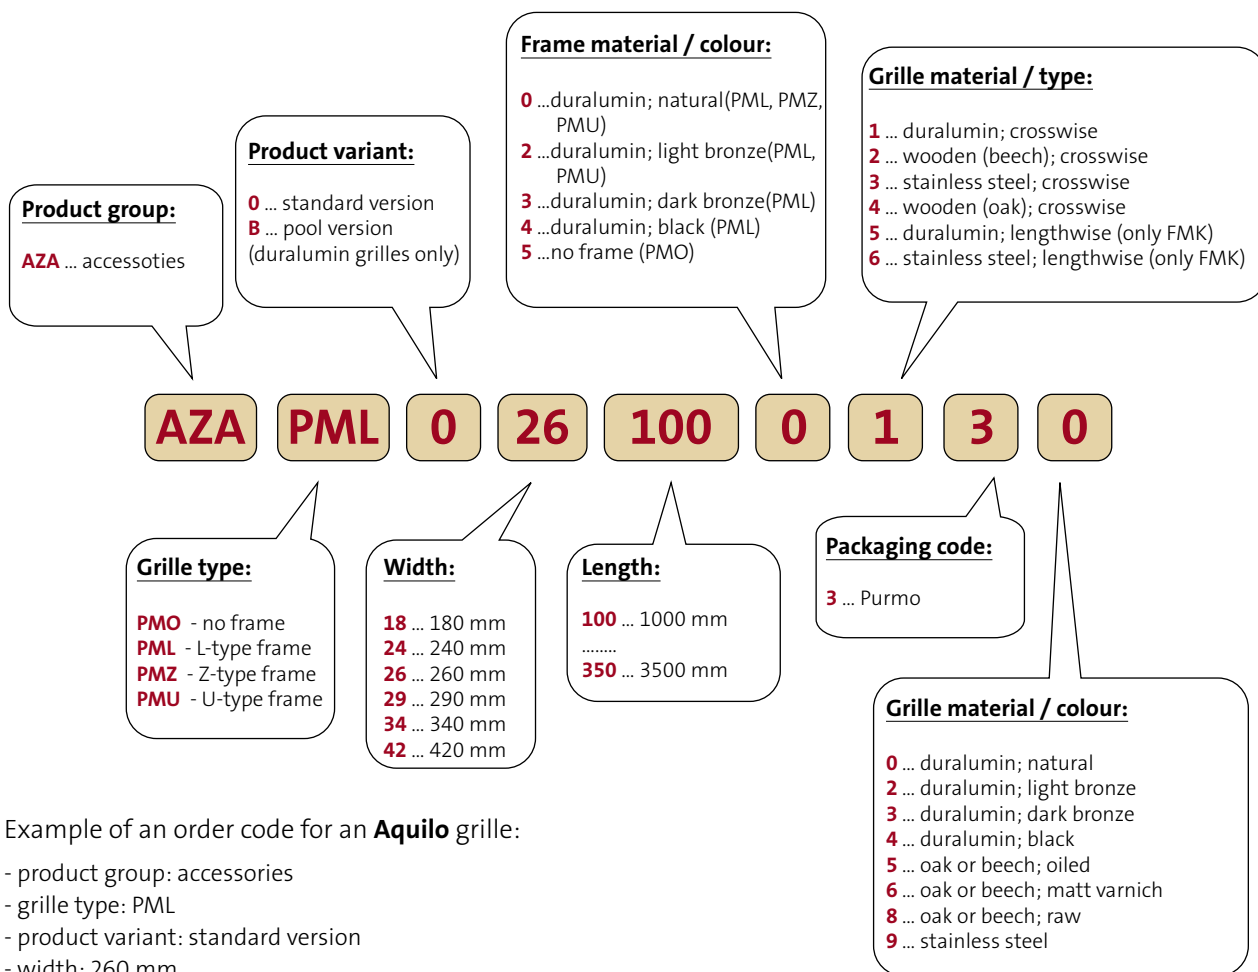 Frame material / colour:
0 ...duralumin; natural(PML, PMZ,
PMU)
2 ...duralumin; light bronze(PML,
PMU)
3 ...duralumin; dark bronze(PML)
4 ...duralumin; black (PML)
5 ...no frame (PMO)
Grille material / type:
1 ... duralumin; crosswise
2 ... wooden (beech); crosswise
3 ... stainless steel; crosswise
4 ... wooden (oak); crosswise
5 ... duralumin; lengthwise (only FMK)
6 ... stainless steel; lengthwise (only FMK)
Product variant:
0 ... standard version
B ... pool version
(duralumin grilles only)
Product group:
AZA ... accessoties
AZA PML 0 26 100 0 1 3 0
Grille type:
PMO - no frame
PML - L-type frame
PMZ - Z-type frame
PMU - U-type frame
Width:
18 ... 180 mm
24 ... 240 mm
26 ... 260 mm
29 ... 290 mm
34 ... 340 mm
42 ... 420 mm
Length:
100 ... 1000 mm
........
350 ... 3500 mm
Packaging code:
3 ... Purmo
Grille material / colour:
0 ... duralumin; natural
2 ... duralumin; light bronze
3 ... duralumin; dark bronze
4 ... duralumin; black
5 ... oak or beech; oiled
6 ... oak or beech; matt varnich
8 ... oak or beech; raw
9 ... stainless steel
Example of an order code for an Aquilo grille:
- product group: accessories
- grille type: PML
- product variant: standard version
- width: 260 mm